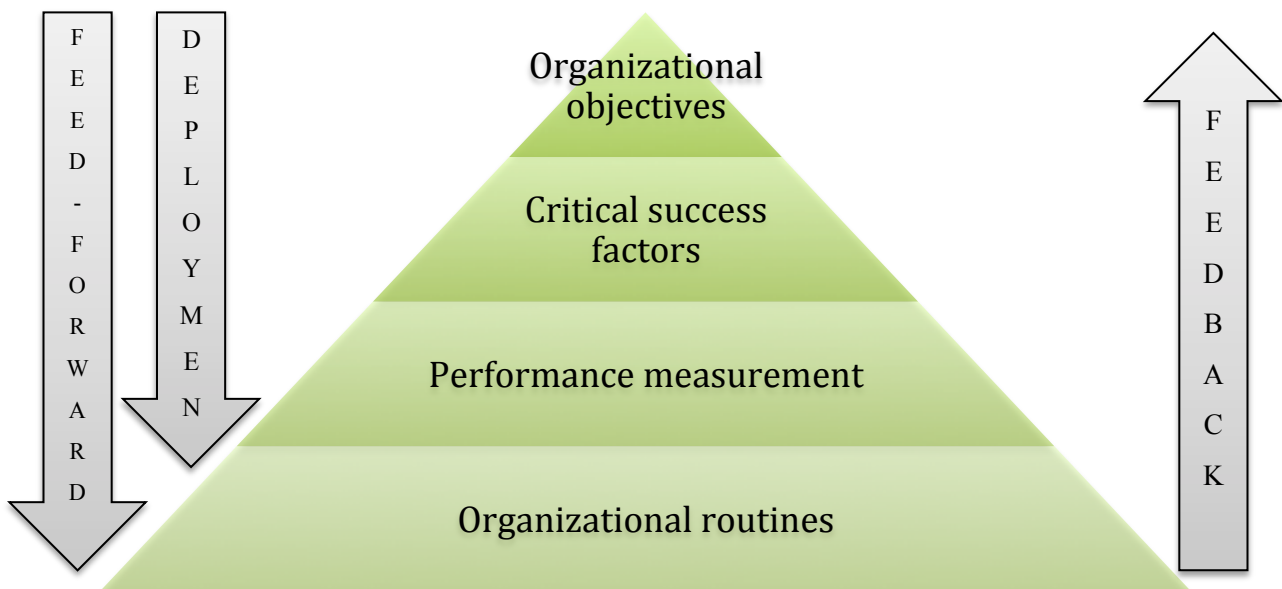 FEED-FORWARD
DEPLOYMEN
Organizational
objectives
Critical success
factors
Performance measurement
Organizational routines
FEEDBACK